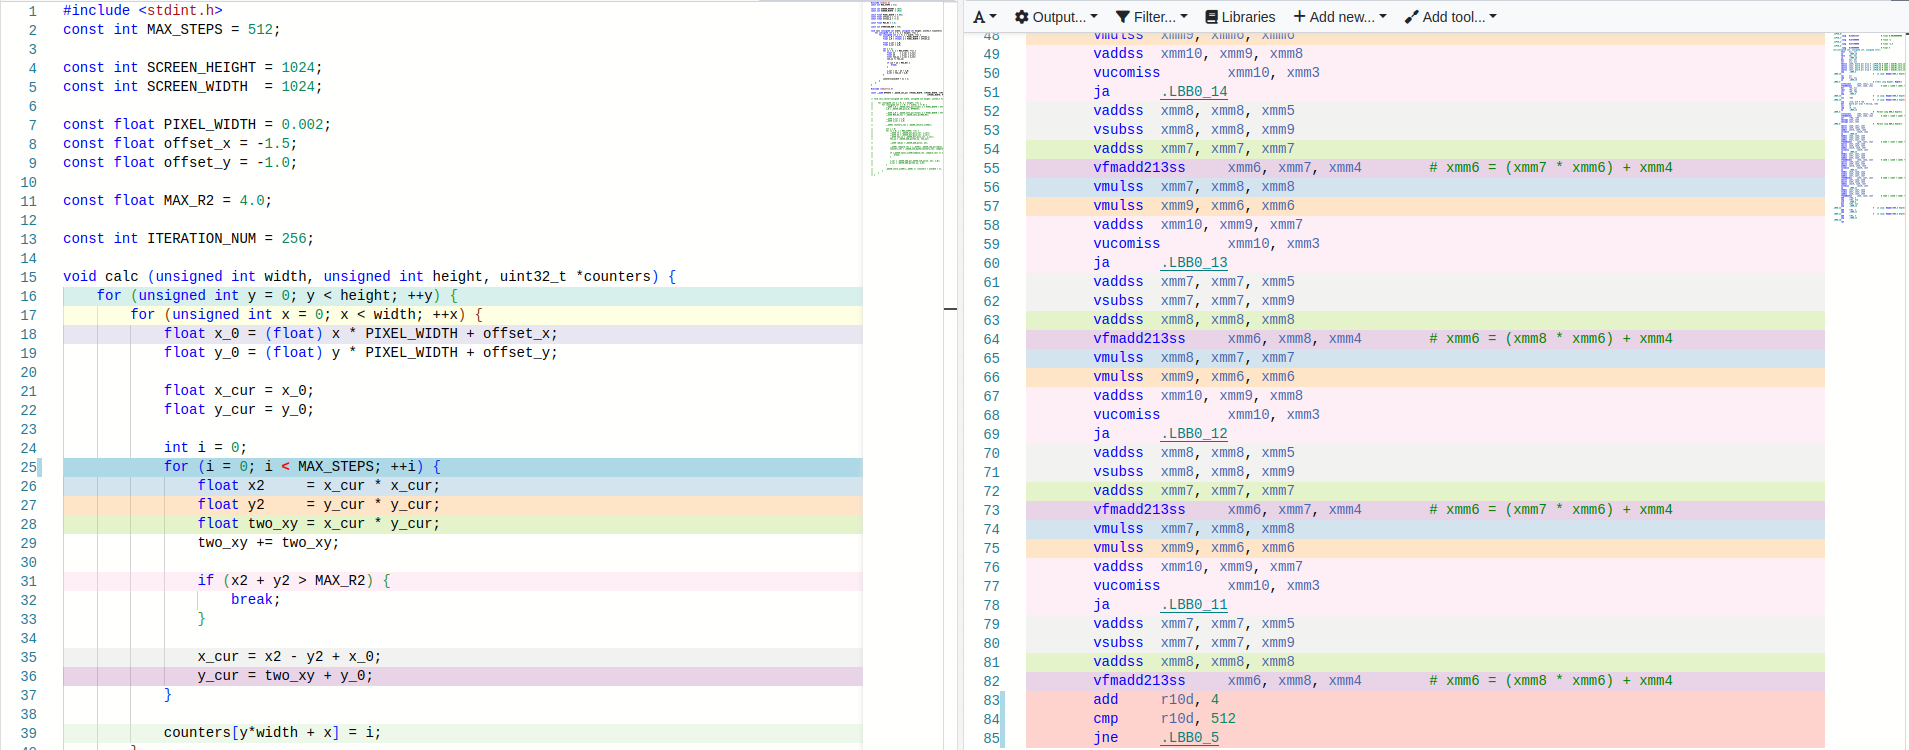 1 #include <stdint.h>
2 const int MAX_STEPS = 512;
3
4 const int SCREEN_HEIGHT = 1024;
5 const int SCREEN_WIDTH  = 1024;
6
7 const float PIXEL_WIDTH = 0.002;
8 const float offset_x = -1.5;
9 const float offset_y = -1.0;
10
11 const float MAX_R2 = 4.0;
12
13 const int ITERATION_NUM = 256;
14
15 void calc (unsigned int width, unsigned int height, uint32_t *counters) {
16     for (unsigned int y = 0; y < height; ++y) {
17         for (unsigned int x = 0; x < width; ++x) {
18             float x_0 = (float) x * PIXEL_WIDTH + offset_x;
19             float y_0 = (float) y * PIXEL_WIDTH + offset_y;
20
21             float x_cur = x_0;
22             float y_cur = y_0;
23
24             int i = 0;
25             for (i = 0; i < MAX_STEPS; ++i) {
26                 float x2     = x_cur * x_cur;
27                 float y2     = y_cur * y_cur;
28                 float two_xy = x_cur * y_cur;
29                 two_xy += two_xy;
30
31                 if (x2 + y2 > MAX_R2) {
32                     break;
33                 }
34
35                 x_cur = x2 - y2 + x_0;
36                 y_cur = two_xy + y_0;
37             }
38
39             counters[y*width + x] = i;
40         }
A Output... Filter... Libraries + Add new... Add tool...
48 vmulss xmm9, xmm6, xmm6
49 vaddss xmm10, xmm9, xmm8
50 vucomiss xmm10, xmm3
51 ja .LBB0_14
52 vaddss xmm8, xmm8, xmm5
53 vsubss xmm8, xmm8, xmm9
54 vaddss xmm7, xmm7, xmm7
55 vfmadd213ss xmm6, xmm7, xmm4 # xmm6 = (xmm7 * xmm6) + xmm4
56 vmulss xmm7, xmm8, xmm8
57 vmulss xmm9, xmm6, xmm6
58 vaddss xmm10, xmm9, xmm7
59 vucomiss xmm10, xmm3
60 ja .LBB0_13
61 vaddss xmm7, xmm7, xmm5
62 vsubss xmm7, xmm7, xmm9
63 vaddss xmm8, xmm8, xmm8
64 vfmadd213ss xmm6, xmm8, xmm4 # xmm6 = (xmm8 * xmm6) + xmm4
65 vmulss xmm8, xmm7, xmm7
66 vmulss xmm9, xmm6, xmm6
67 vaddss xmm10, xmm9, xmm8
68 vucomiss xmm10, xmm3
69 ja .LBB0_12
70 vaddss xmm8, xmm8, xmm5
71 vsubss xmm8, xmm8, xmm9
72 vaddss xmm7, xmm7, xmm7
73 vfmadd213ss xmm6, xmm7, xmm4 # xmm6 = (xmm7 * xmm6) + xmm4
74 vmulss xmm7, xmm8, xmm8
75 vmulss xmm9, xmm6, xmm6
76 vaddss xmm10, xmm9, xmm7
77 vucomiss xmm10, xmm3
78 ja .LBB0_11
79 vaddss xmm7, xmm7, xmm5
80 vsubss xmm7, xmm7, xmm9
81 vaddss xmm8, xmm8, xmm8
82 vfmadd213ss xmm6, xmm8, xmm4 # xmm6 = (xmm8 * xmm6) + xmm4
83 add r10d, 4
84 cmp r10d, 512
85 jne .LBB0_5